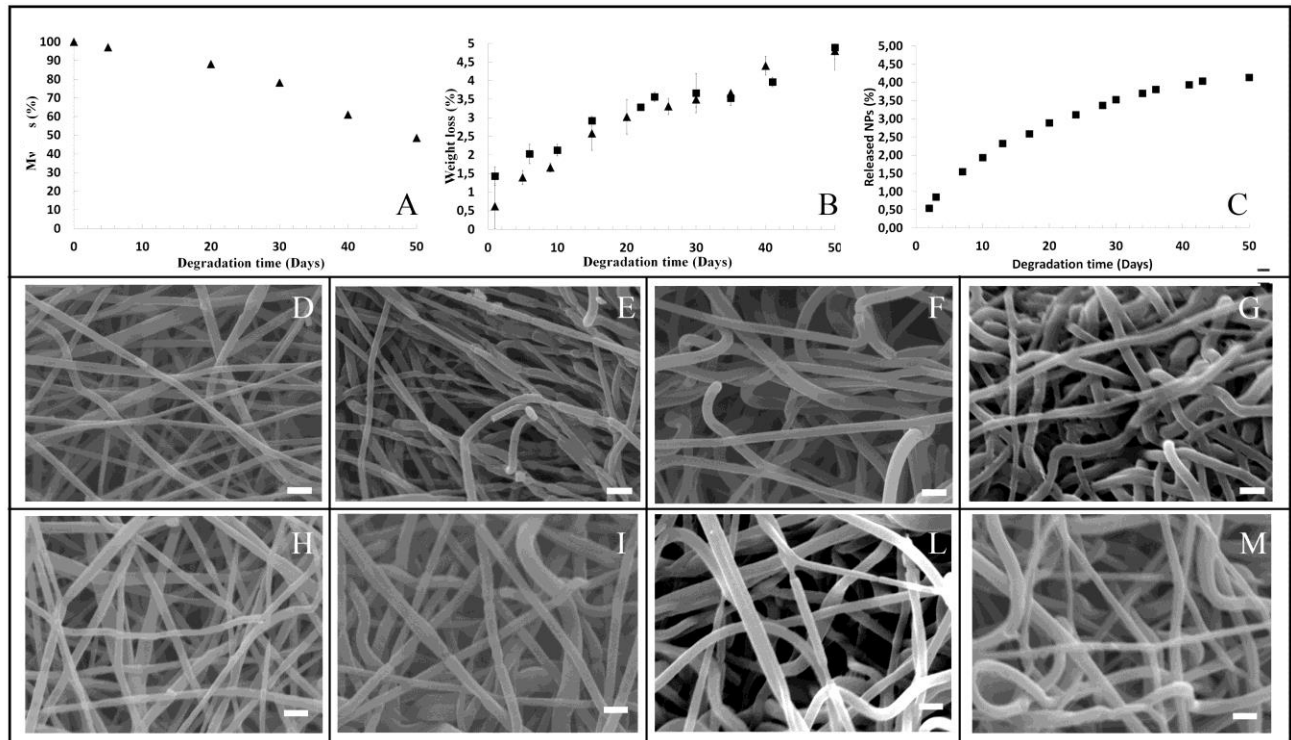 100
90
80
70
60
50
40
30
20
10
0
0 10 20 30 40 50
Degradation time (Days)
A
5
4,5
4
3,5
3
2,5
2
1,5
1
0,5
0
Weight loss (%)
0 10 20 30 40 50
Degradation time (Days)
B
5,00
4,50
4,00
3,50
3,00
2,50
2,00
1,50
1,00
0,50
0,00
Released NPs (%)
0 10 20 30 40 50
Degradation time (Days)
C
D
E
F
G
H
I
L
M